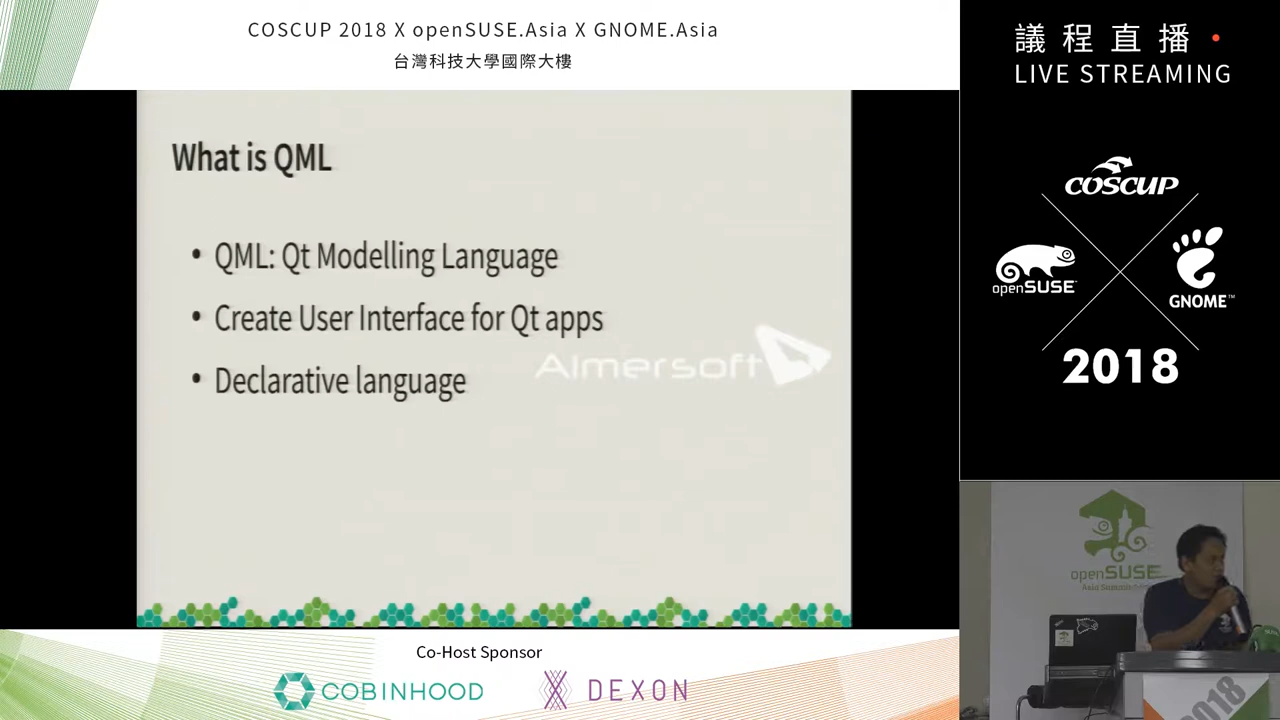 COSCUP 2018 X openSUSE.Asia X GNOME.Asia
台灣科技大學國際大樓
議程直播
LIVE STREAMING
What is QML
• QML: Qt Modelling Language
• Create User Interface for Qt apps
• Declarative language
AImersoft
COSCUP
openSUSE
GNOME™
2018
openSUSE
Co-Host Sponsor
COBINHOOD
DEXON
2018